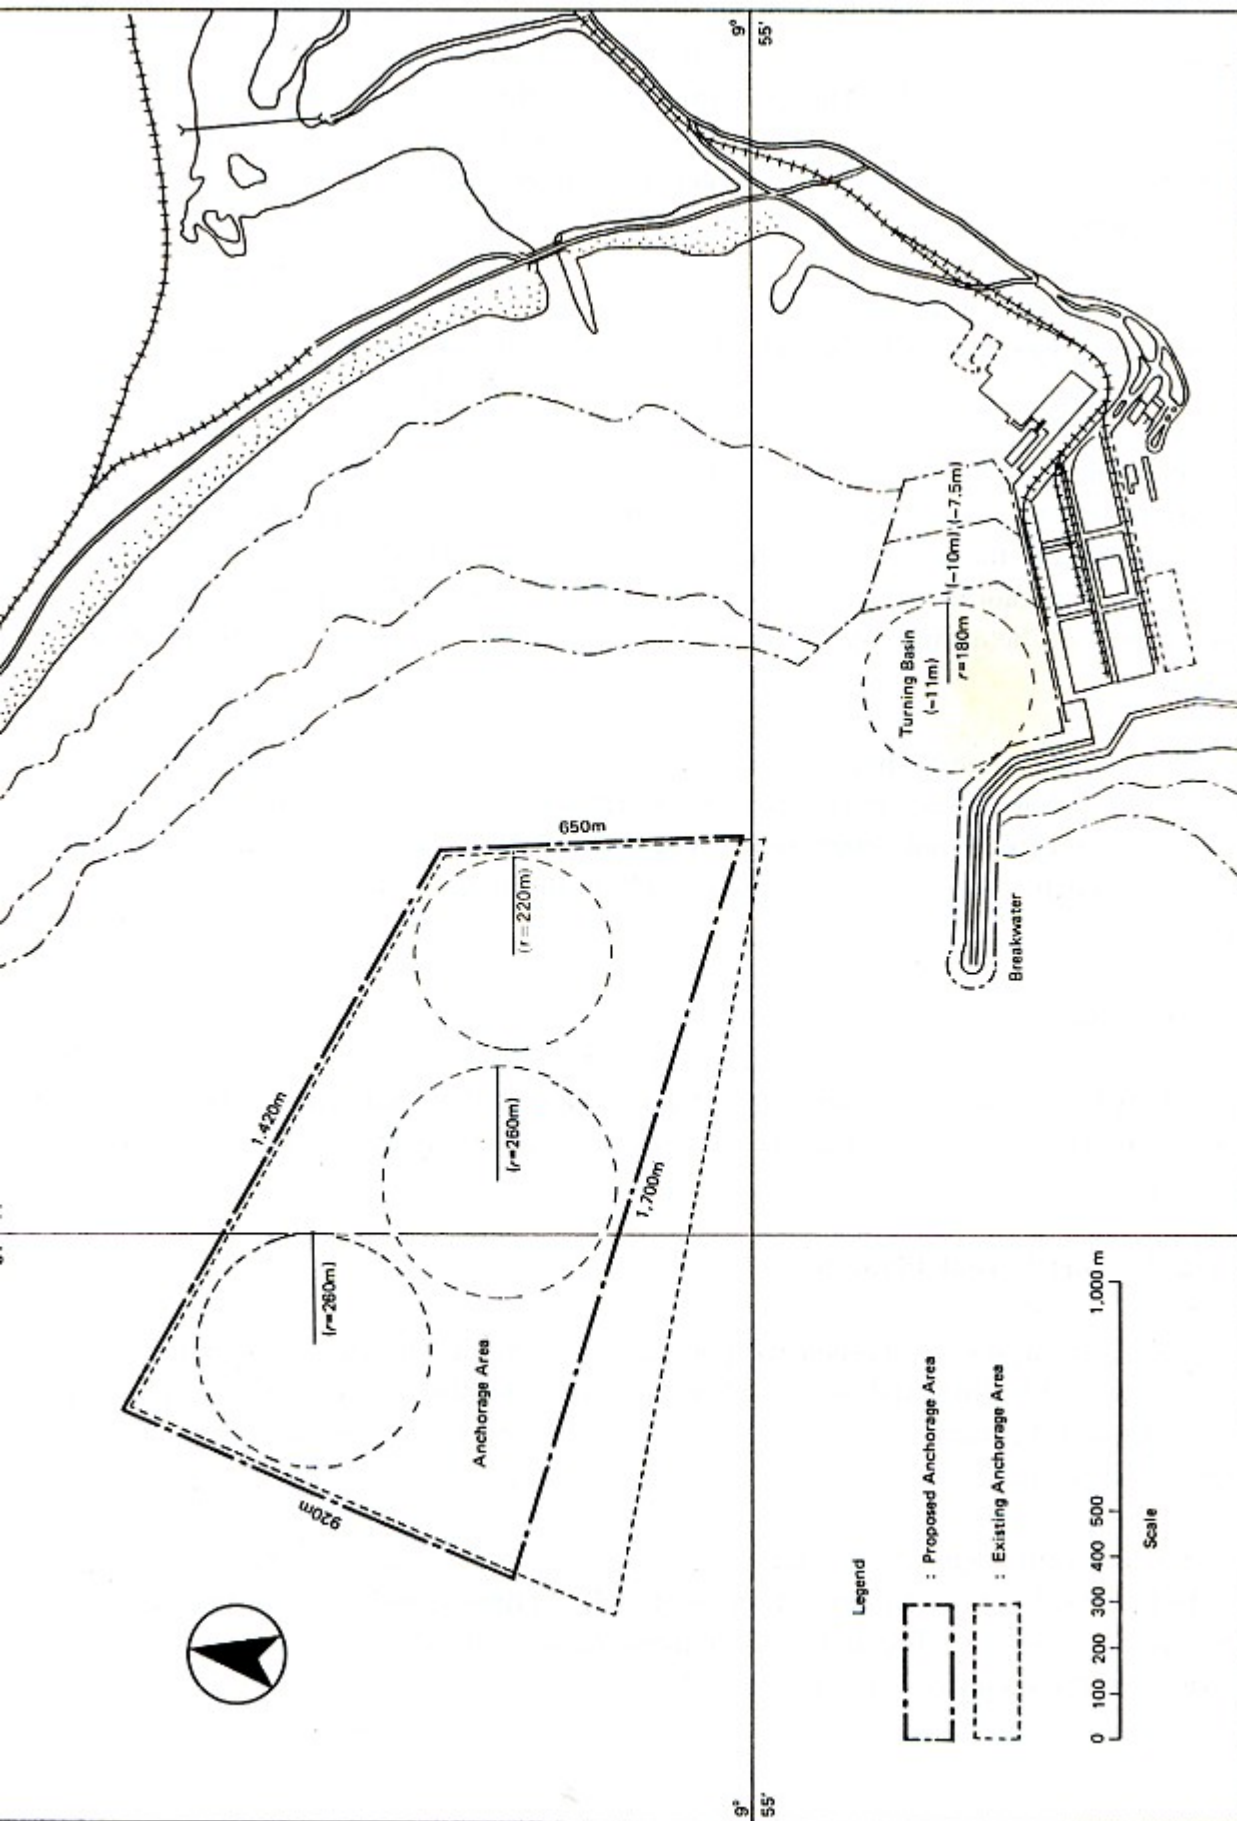 9°
55'
650m
(r=220m)
1,420m
(r=260m)
1,700m
(r=260m)
Anchorage Area
920m
Turning Basin
(-11m)
r=180m
(-10m)
(-7.5m)
Breakwater
Legend
: Proposed Anchorage Area
: Existing Anchorage Area
0 100 200 300 400 500 1,000 m
Scale
9°
55'